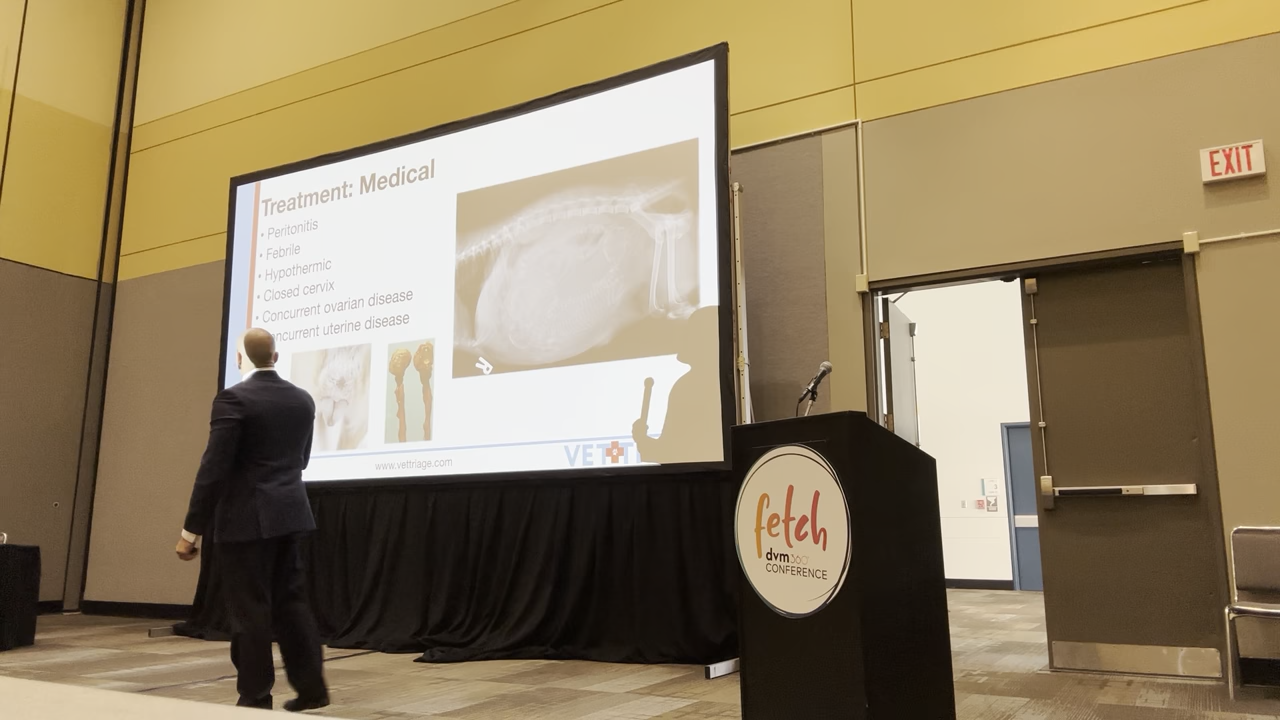 Treatment: Medical
• Peritonitis
• Febrile
• Hypothermic
• Closed cervix
• Concurrent ovarian disease
uterine disease
www.vettriage.com
VET
R
EXIT
fetch
dvm360
CONFERENCE